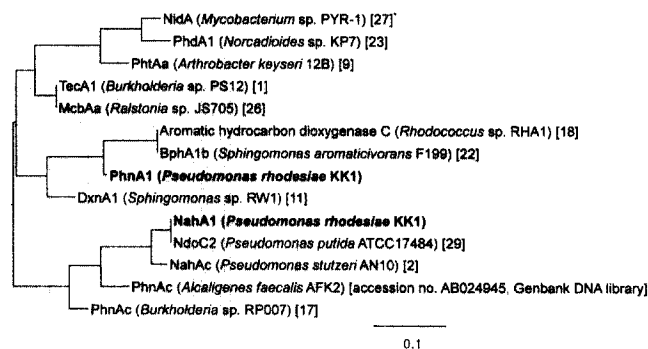 NidA (Mycobacterium sp. PYR-1) [27]*
PhdA1 (Norcadioides sp. KP7) [23]
PhtAa (Arthrobacter keyseri 12B) [9]
TecA1 (Burkholderia sp. PS12) [1]
McbAa (Ralstonia sp. JS705) [26]
Aromatic hydrocarbon dioxygenase C (Rhodococcus sp. RHA1) [18]
BphA1b (Sphingomonas aromaticivorans F199) [22]
PhnA1 (Pseudomonas rhodesiae KK1)
DxnA1 (Sphingomonas sp. RW1) [11]
NahA1 (Pseudomonas rhodesiae KK1)
NdoC2 (Pseudomonas putida ATCC17484) [29]
NahAc (Pseudomonas stutzeri AN10) [2]
PhnAc (Alcaligenes faecalis AFK2) [accession no. AB024945, Genbank DNA library]
PhnAc (Burkholderia sp. RP007) [17]
0.1